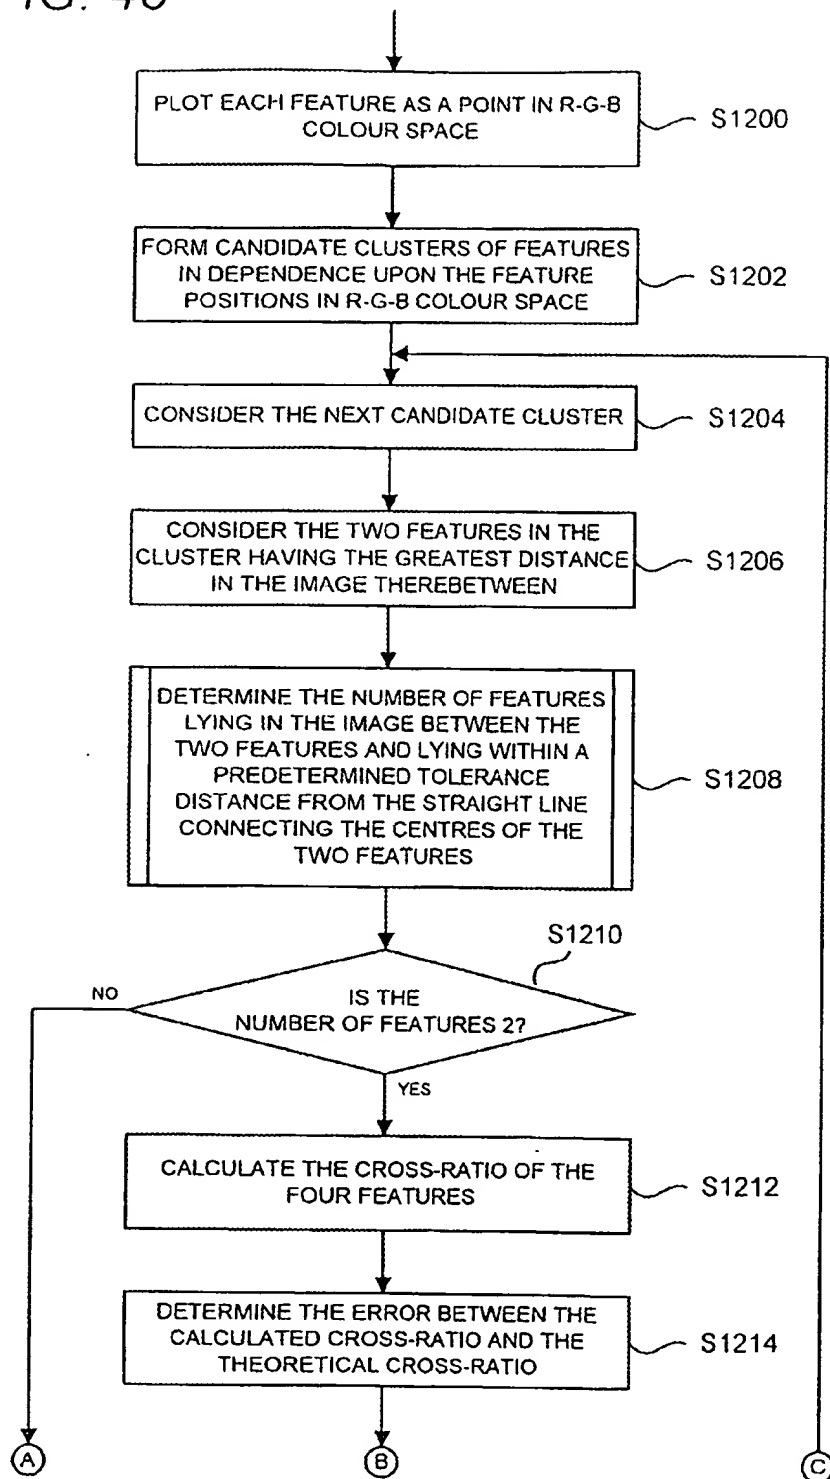 PLOT EACH FEATURE AS A POINT IN R-G-B
COLOUR SPACE
S1200
FORM CANDIDATE CLUSTERS OF FEATURES
IN DEPENDENCE UPON THE FEATURE
POSITIONS IN R-G-B COLOUR SPACE
S1202
CONSIDER THE NEXT CANDIDATE CLUSTER
S1204
CONSIDER THE TWO FEATURES IN THE
CLUSTER HAVING THE GREATEST DISTANCE
IN THE IMAGE THEREBETWEEN
S1206
DETERMINE THE NUMBER OF FEATURES
LYING IN THE IMAGE BETWEEN THE
TWO FEATURES AND LYING WITHIN A
PREDETERMINED TOLERANCE
DISTANCE FROM THE STRAIGHT LINE
CONNECTING THE CENTRES OF THE
TWO FEATURES
S1208
S1210
NO
IS THE
NUMBER OF FEATURES 2?
YES
CALCULATE THE CROSS-RATIO OF THE
FOUR FEATURES
S1212
DETERMINE THE ERROR BETWEEN THE
CALCULATED CROSS-RATIO AND THE
THEORETICAL CROSS-RATIO
S1214
A
B
C